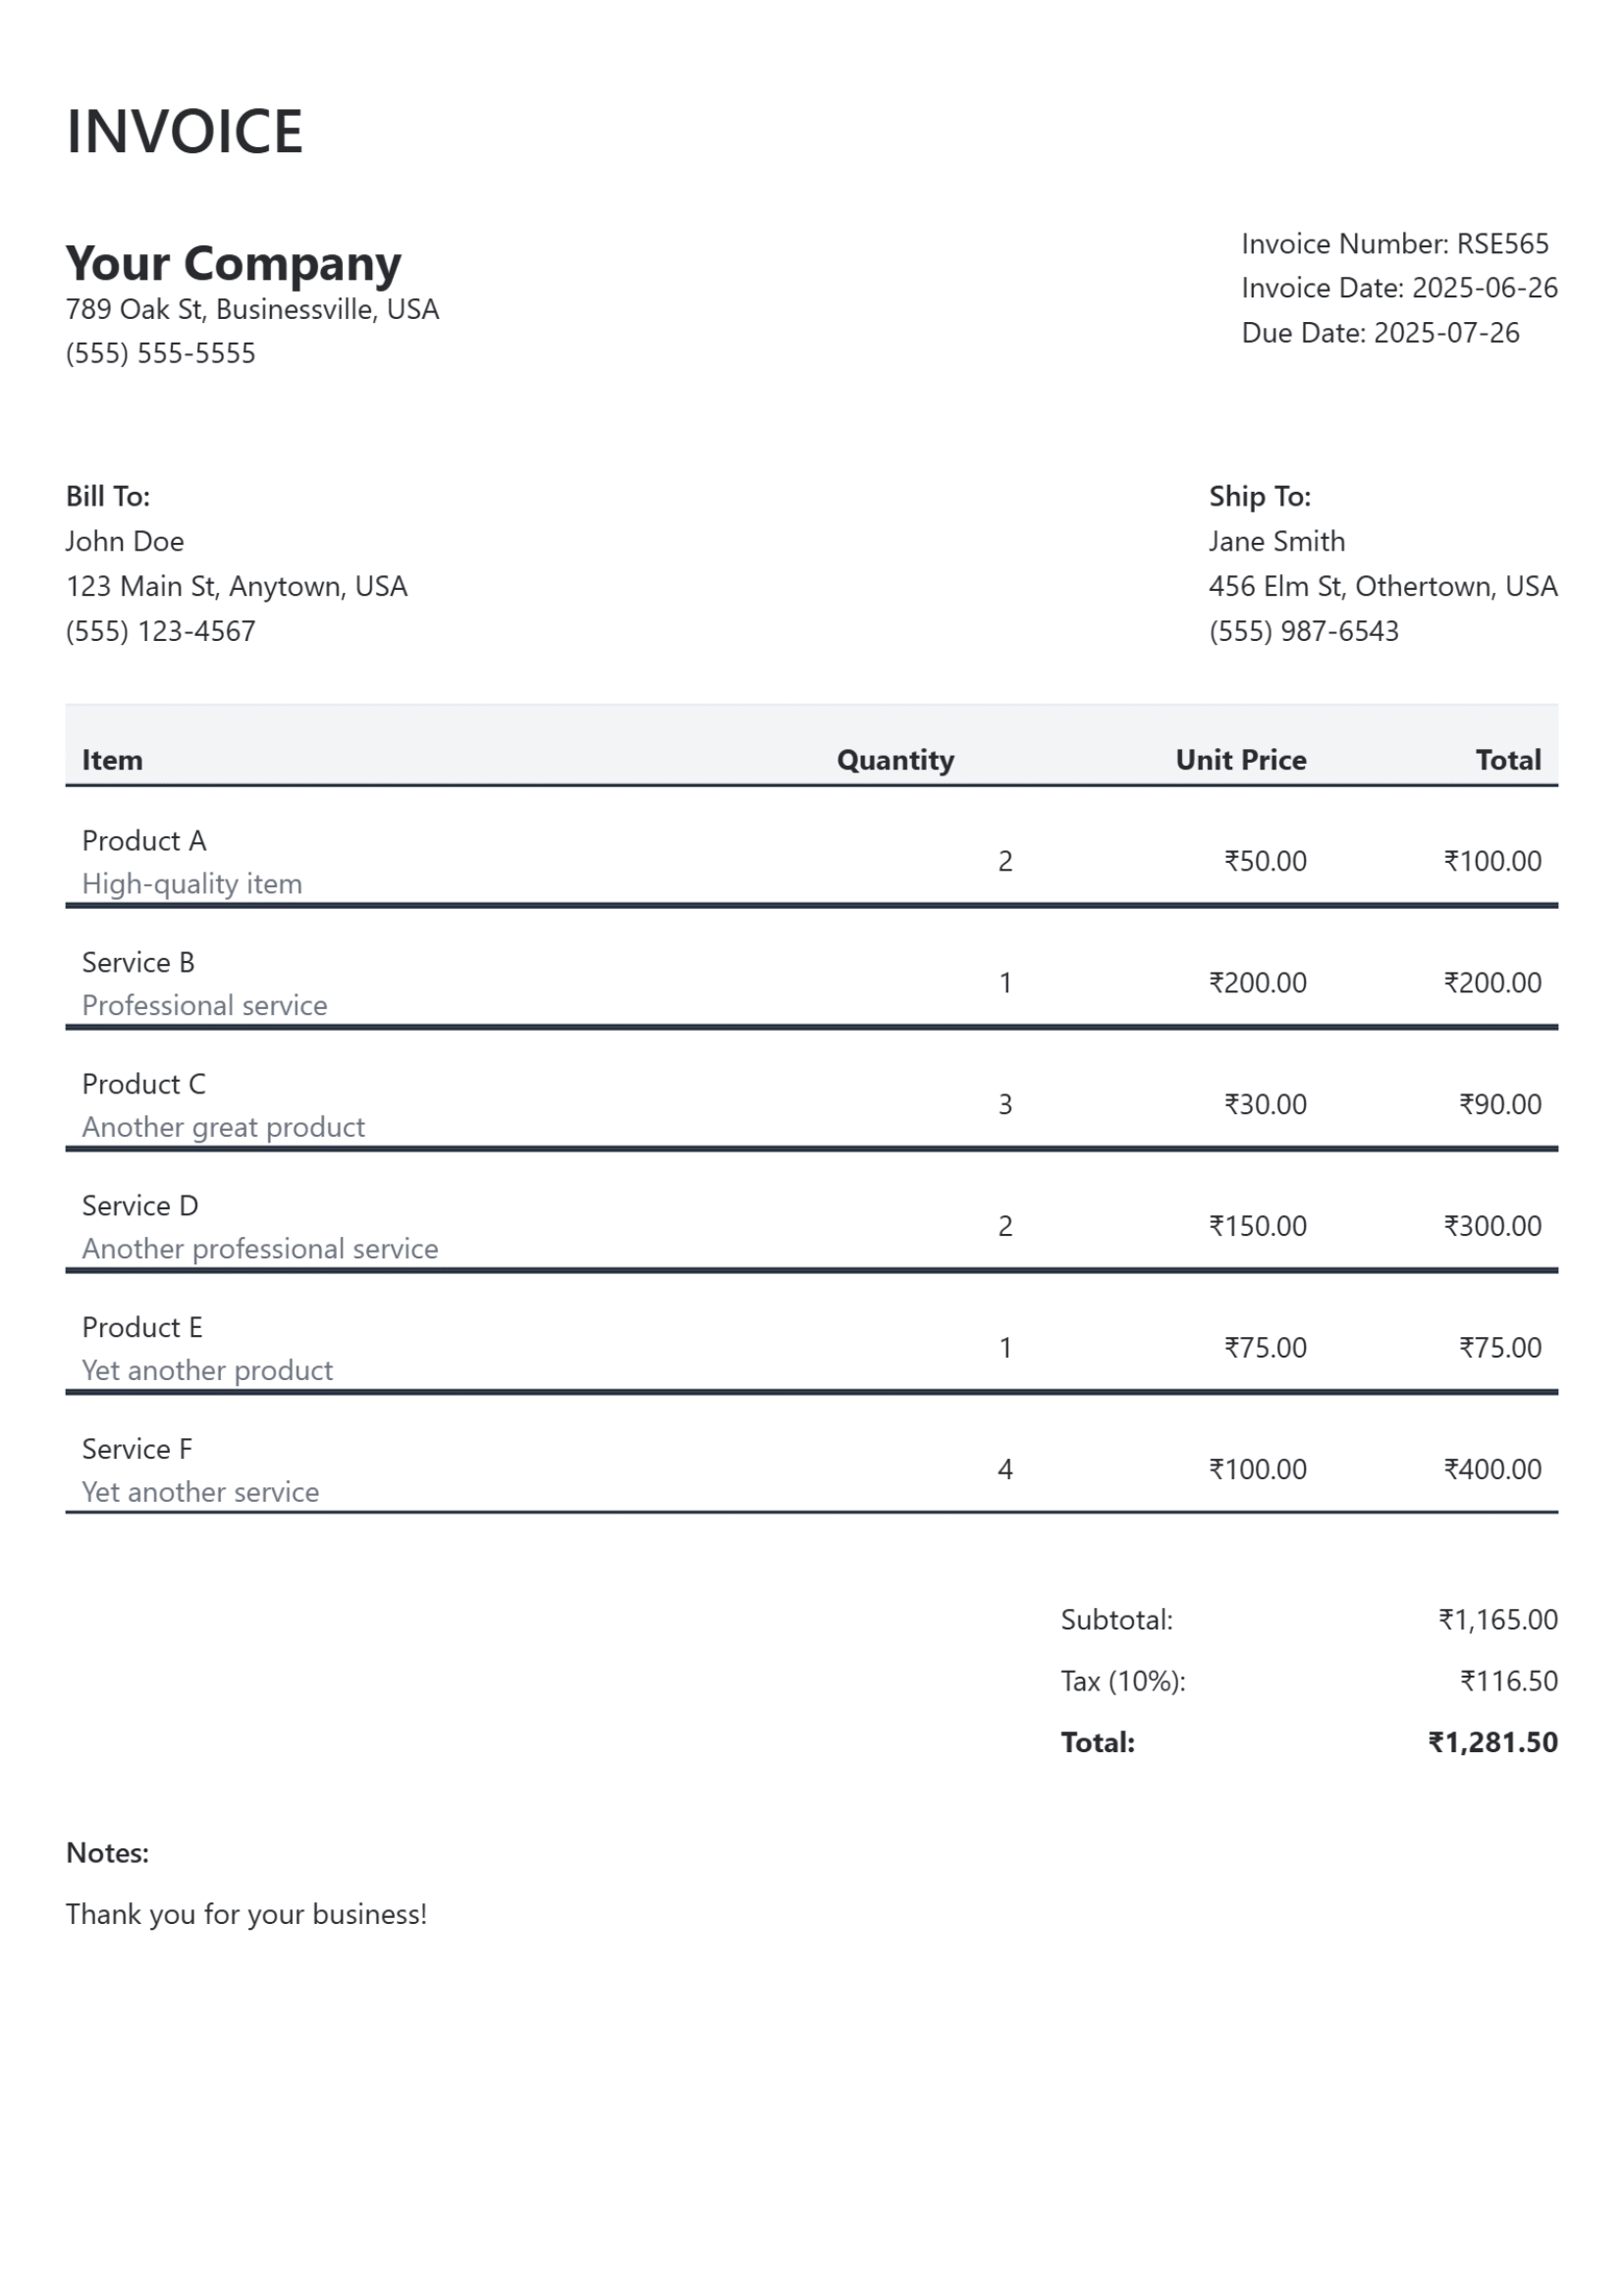 INVOICE
Your Company
789 Oak St, Businessville, USA
(555) 555-5555
Invoice Number: RSE565
Invoice Date: 2025-06-26
Due Date: 2025-07-26
Bill To:
John Doe
123 Main St, Anytown, USA
(555) 123-4567
Ship To:
Jane Smith
456 Elm St, Othertown, USA
(555) 987-6543
Item Quantity Unit Price Total
Product A
High-quality item
2 ₹50.00 ₹100.00
Service B
Professional service
1 ₹200.00 ₹200.00
Product C
Another great product
3 ₹30.00 ₹90.00
Service D
Another professional service
2 ₹150.00 ₹300.00
Product E
Yet another product
1 ₹75.00 ₹75.00
Service F
Yet another service
4 ₹100.00 ₹400.00
Subtotal: ₹1,165.00
Tax (10%): ₹116.50
Total: ₹1,281.50
Notes:
Thank you for your business!